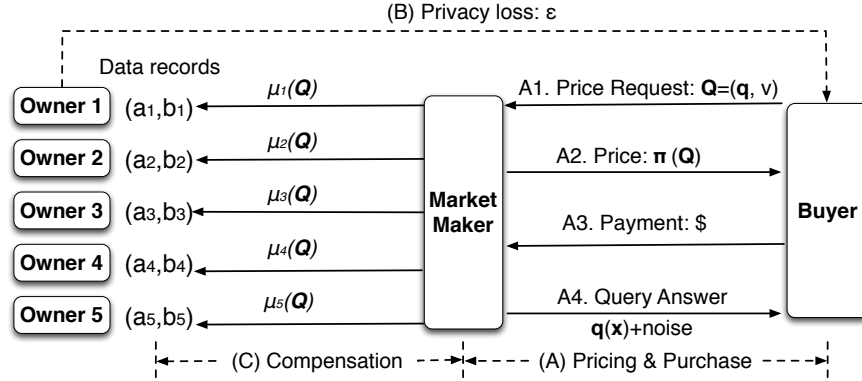 (B) Privacy loss: ε
Data records
Owner 1 (a₁,b₁) μ₁(Q) A1. Price Request: Q=(q, v)
Owner 2 (a₂,b₂) μ₂(Q) A2. Price: π (Q)
Owner 3 (a₃,b₃) μ₃(Q) Market Maker A3. Payment: $ Buyer
Owner 4 (a₄,b₄) μ₄(Q)
Owner 5 (a₅,b₅) μ₅(Q) A4. Query Answer
q(x)+noise
(C) Compensation (A) Pricing & Purchase